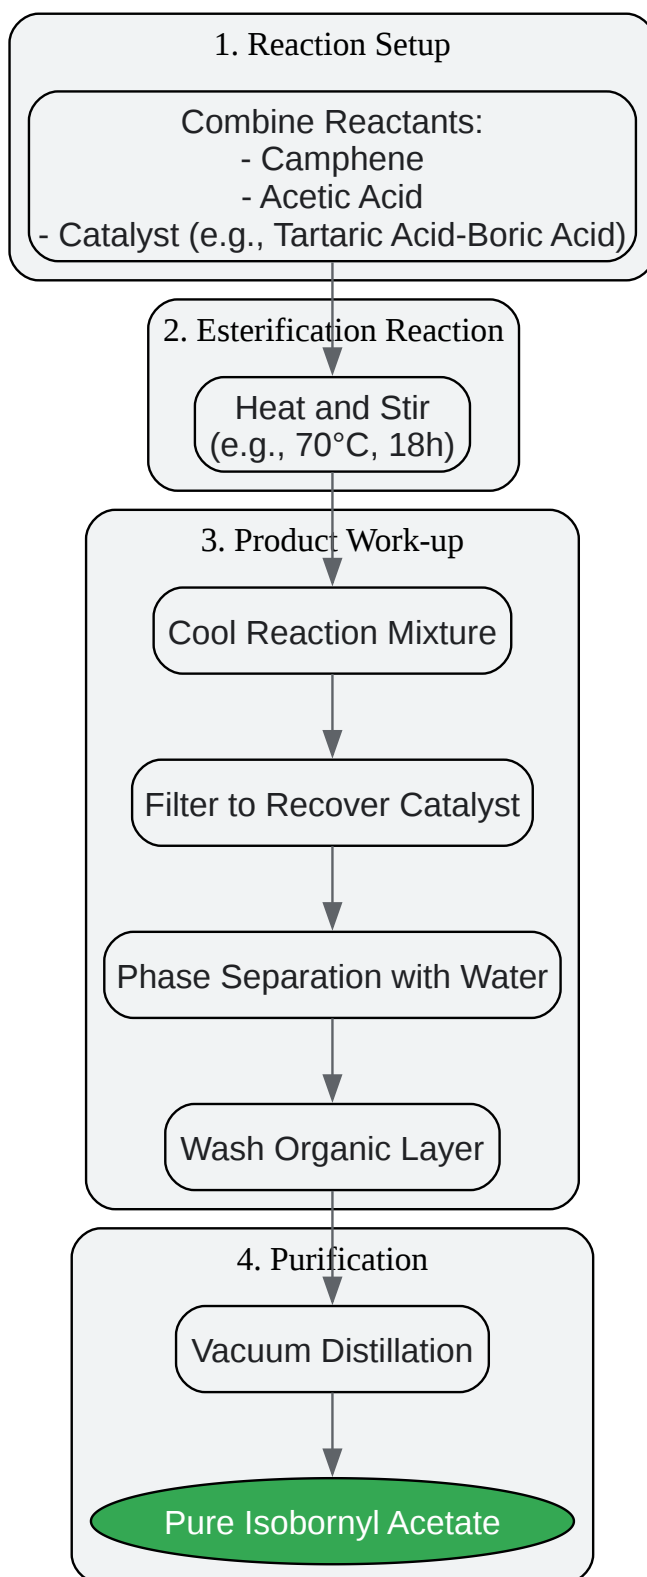 1. Reaction Setup
Combine Reactants:
- Camphene
- Acetic Acid
- Catalyst (e.g., Tartaric Acid-Boric Acid)
2. Esterification Reaction
Heat and Stir
(e.g., 70°C, 18h)
3. Product Work-up
Cool Reaction Mixture
Filter to Recover Catalyst
Phase Separation with Water
Wash Organic Layer
4. Purification
Vacuum Distillation
Pure Isobornyl Acetate